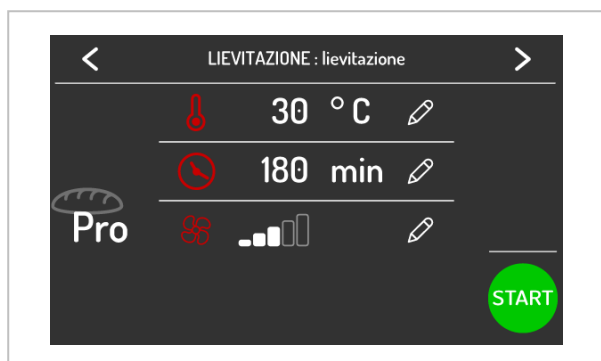 LIEVITAZIONE : lievitazione
30 °C
180 min
Pro
START